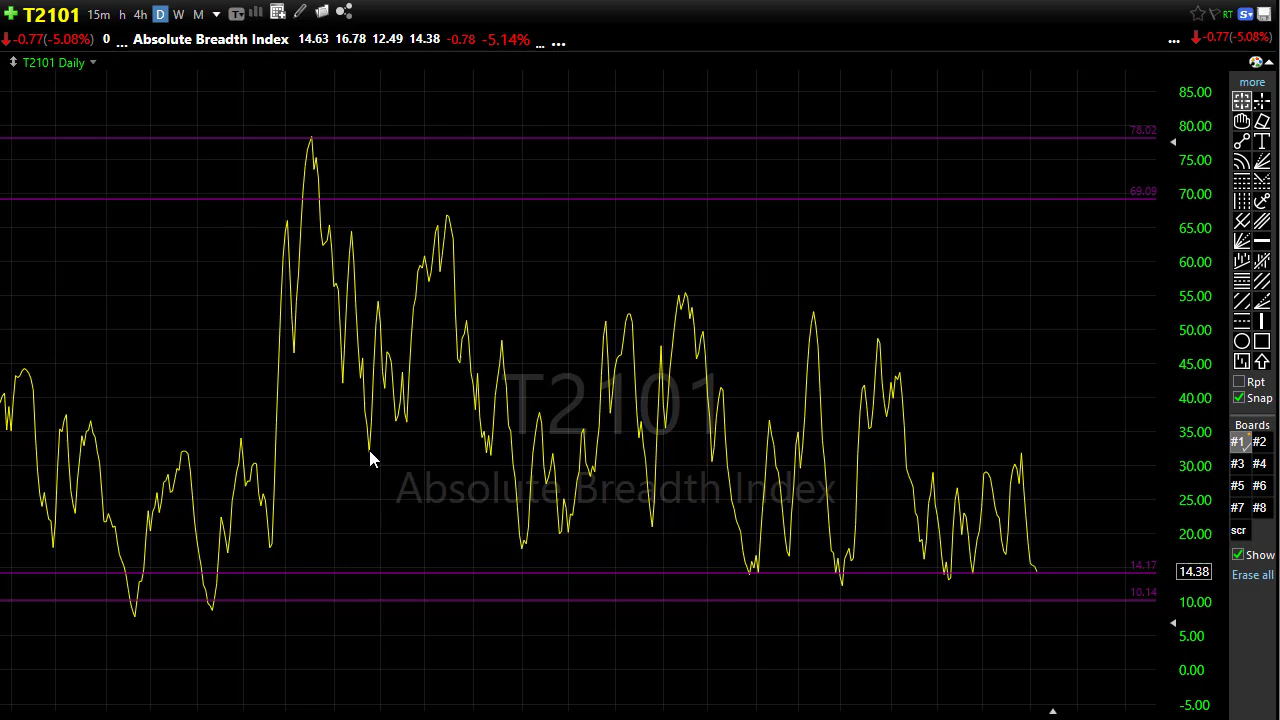 T2101 15m h 4h D W M T RT S
-0.77(-5.08%) 0 ... Absolute Breadth Index 14.63 16.78 12.49 14.38 -0.78 -5.14% ... ... ... -0.77(-5.08%)
T2101 Daily
more
85.00
80.00
78.02
75.00
70.00
69.09
65.00
60.00
55.00
50.00
45.00
40.00
35.00
30.00
25.00
20.00
14.17
14.38
10.14
10.00
5.00
0.00
-5.00
T2101
Absolute Breadth Index
T
Rpt
Snap
Boards
#1 #2
#3 #4
#5 #6
#7 #8
scr
Show
Erase all